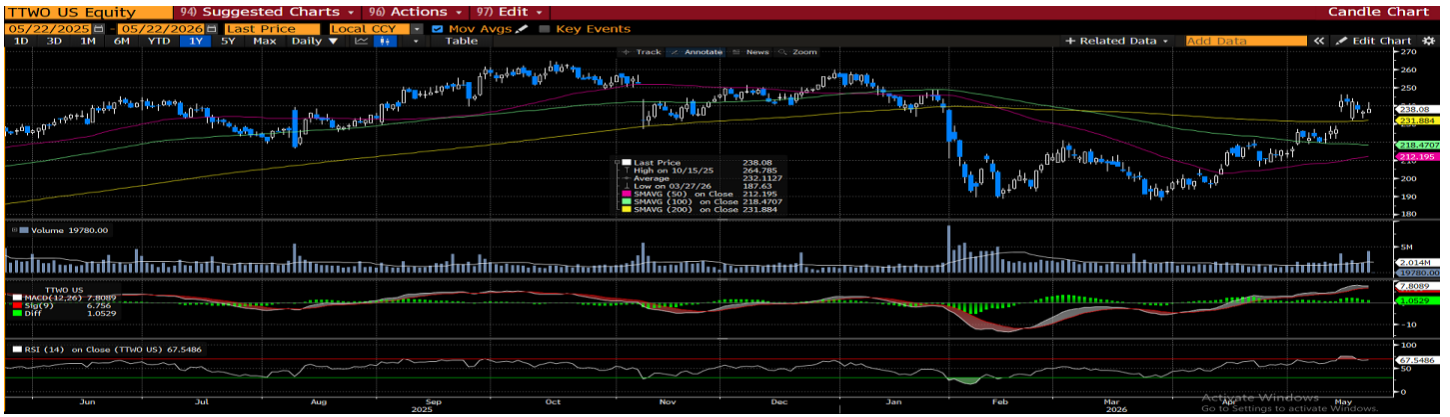 TTWO US Equity 94) Suggested Charts 96) Actions 97) Edit Candle Chart
05/22/2025 - 05/22/2026 Last Price Local CCY Mov Avgs Key Events
1D 3D 1M 6M YTD 1Y 5Y Max Daily Table + Related Data Add Data « Edit Chart
Track Annotate News Zoom
270
260
250
238.08
231.884
218.4707
212.195
200
190
180
Last Price 238.08
High on 10/15/25 264.785
Average 232.1127
Low on 03/27/26 187.63
SMAVG (50) on Close 212.195
SMAVG (100) on Close 218.4707
SMAVG (200) on Close 231.884
Volume 19780.00
5M
2.014M
19780.00
TTWO US
MACD(12,26) 7.8089
Sig(9) 6.756
Diff 1.0529
7.8089
1.0529
-10
RSI (14) on Close (TTWO US) 67.5486
100
67.5486
50
0
Jun Jul Aug Sep Oct Nov Dec Jan Feb Mar Apr May
2025 2026
Activate Windows
Go to Settings to activate Windows.